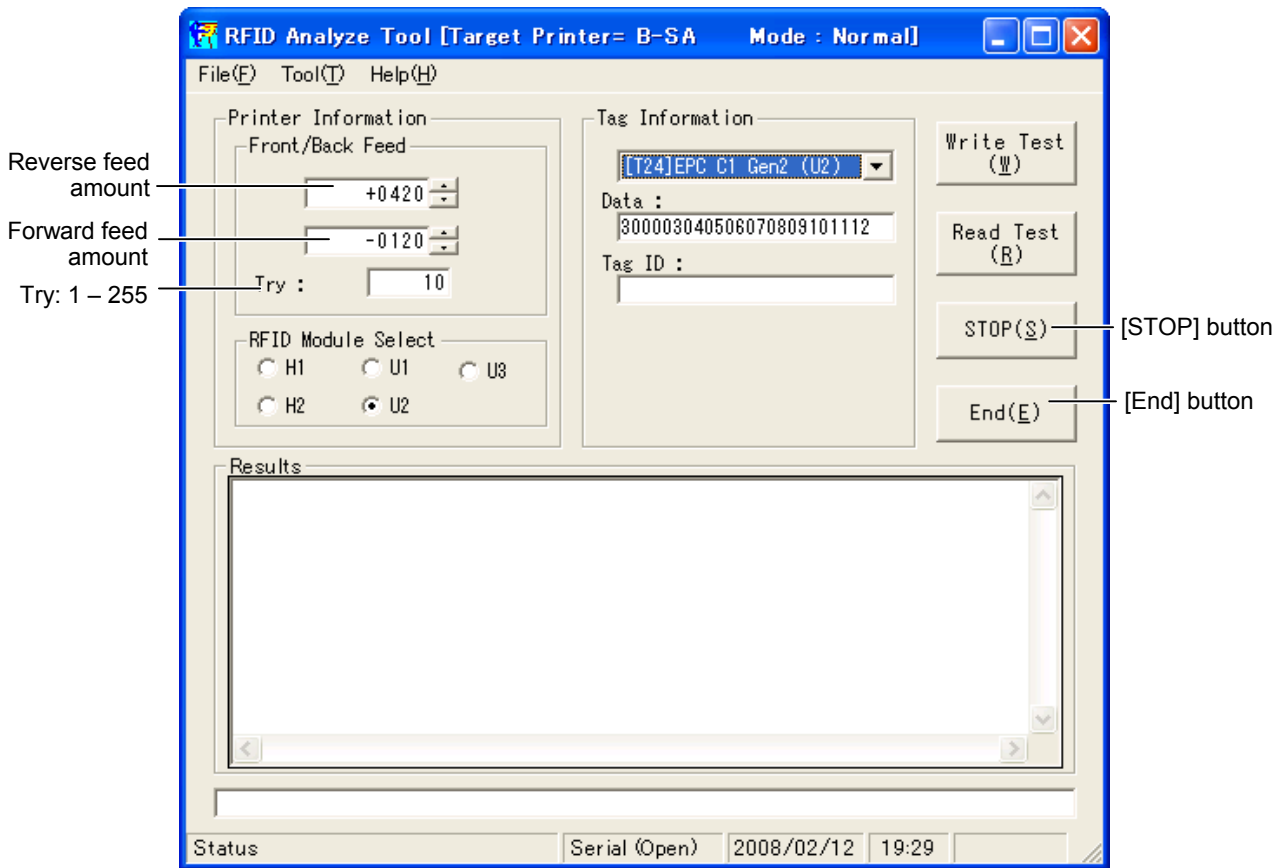 RFID Analyze Tool [Target Printer= B-SA Mode : Normal]
File(F) Tool(T) Help(H)
Printer Information
Front/Back Feed
Reverse feed
amount
+0420
Forward feed
amount
-0120
Try: 1 – 255
Try : 10
RFID Module Select
H1 U1 U3
H2 U2
Tag Information
[T24]EPC C1 Gen2 (U2)
Data :
300003040506070809101112
Tag ID :
Write Test
(W)
Read Test
(R)
STOP(S)
[STOP] button
End(E)
[End] button
Results
Status Serial (Open) 2008/02/12 19:29